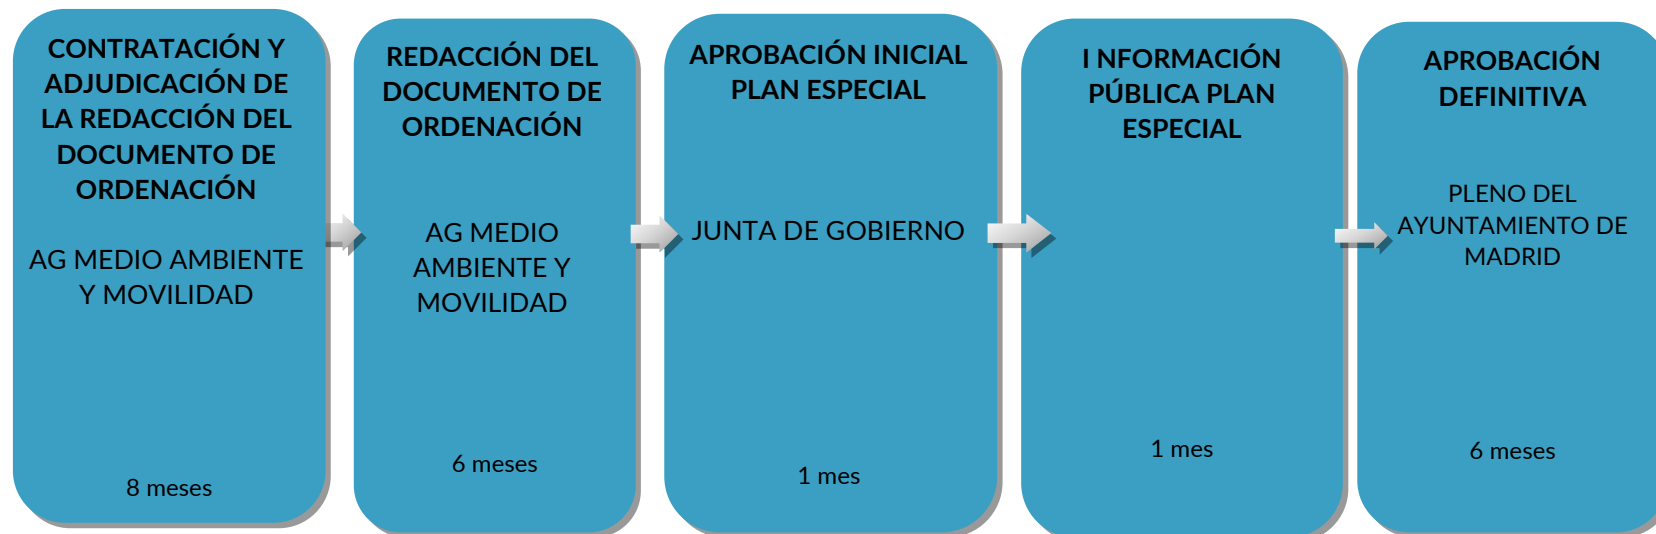 CONTRATACIÓN Y
ADJUDICACIÓN DE
LA REDACCIÓN DEL
DOCUMENTO DE
ORDENACIÓN
AG MEDIO AMBIENTE
Y MOVILIDAD
8 meses
REDACCIÓN DEL
DOCUMENTO DE
ORDENACIÓN
AG MEDIO
AMBIENTE Y
MOVILIDAD
6 meses
APROBACIÓN INICIAL
PLAN ESPECIAL
JUNTA DE GOBIERNO
1 mes
I NFORMACIÓN
PÚBLICA PLAN
ESPECIAL
1 mes
APROBACIÓN
DEFINITIVA
PLENO DEL
AYUNTAMIENTO DE
MADRID
6 meses